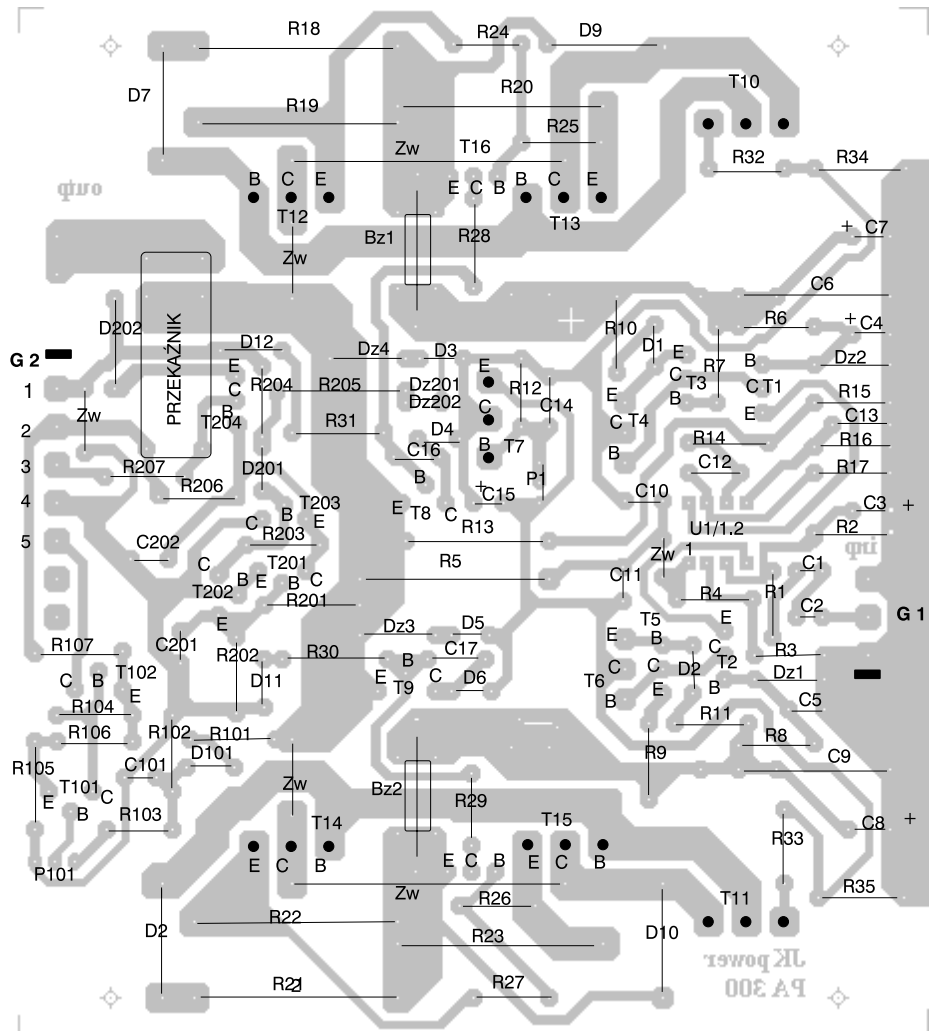 R18
R24
D9
D7
R20
T10
R19
R25
Zw
T16
R32
R34
outp
B
C
E
E
C
B
B
C
E
T12
T13
C7
+
Bz1
R28
Zw
C6
PRZEKAŹNIK
D202
R10
R6
+
C4
D12
Dz4
D3
D1
E
R7
B
Dz2
G 2
E
E
C
T3
C
T1
1
C
R204
R205
Dz201
R12
E
B
R15
Dz202
B
C
C14
E
C13
Zw
T204
R31
D4
C
T4
2
B
T7
R14
R16
C16
B
3
R207
D201
B
P1
C12
R17
R206
+
C15
C10
4
T203
E
T8
C
C3
+
B
E
C
R13
U1/1.2
R2
5
R203
inp
C202
Zw
1
T201
R5
C
C1
C
B
E
B
C
C11
T202
R4
R1
R201
C2
G 1
E
T5
E
Dz3
D5
E
B
R107
C201
R202
R30
B
C17
C
T2
R3
T102
C
C
D2
C
B
D11
T9
T6
Dz1
E
E
C
D6
E
B
R104
B
C5
R102
R11
R106
R101
R8
D101
R9
C9
R105
C101
Zw
Bz2
T101
C
E
R29
B
R103
T14
T15
+
C8
R33
E
C
B
E
C
B
E
C
B
P101
Zw
R35
R26
T11
R22
D2
R23
D10
JK power
PA 300
R21
2
R27